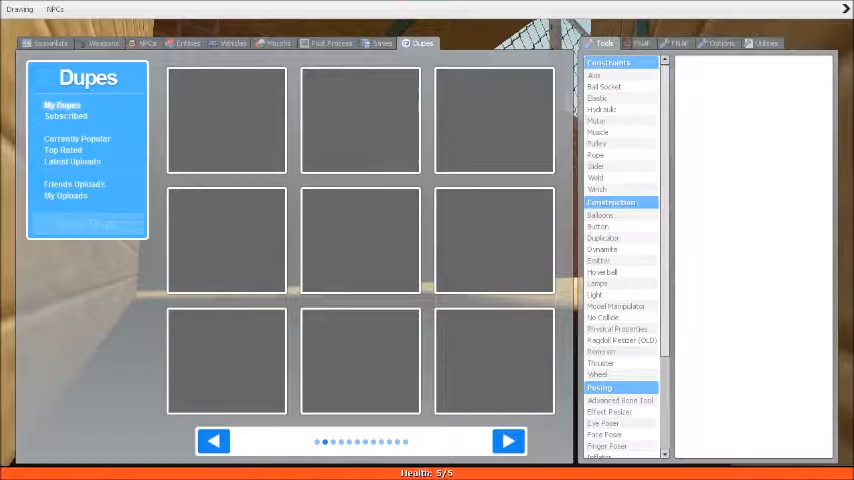 Drawing NPCs
Spawnlists Weapons NPCs Entities Vehicles Morphs Post Process Saves Dupes
Tools FNAF FNAF Options Utilities
Dupes
My Dupes
Subscribed
Currently Popular
Top Rated
Latest Uploads
Friends Uploads
My Uploads
Constraints
Axis
Ball Socket
Elastic
Hydraulic
Motor
Muscle
Pulley
Rope
Slider
Weld
Winch
Construction
Balloons
Button
Duplicator
Dynamite
Emitter
Hoverball
Lamps
Light
Model Manipulator
No Collide
Physical Properties
Ragdoll Resizer (OLD)
Remover
Thruster
Wheel
Posing
Advanced Bone Tool
Effect Resizer
Eye Poser
Face Poser
Finger Poser
Inflator
Health: 5/5